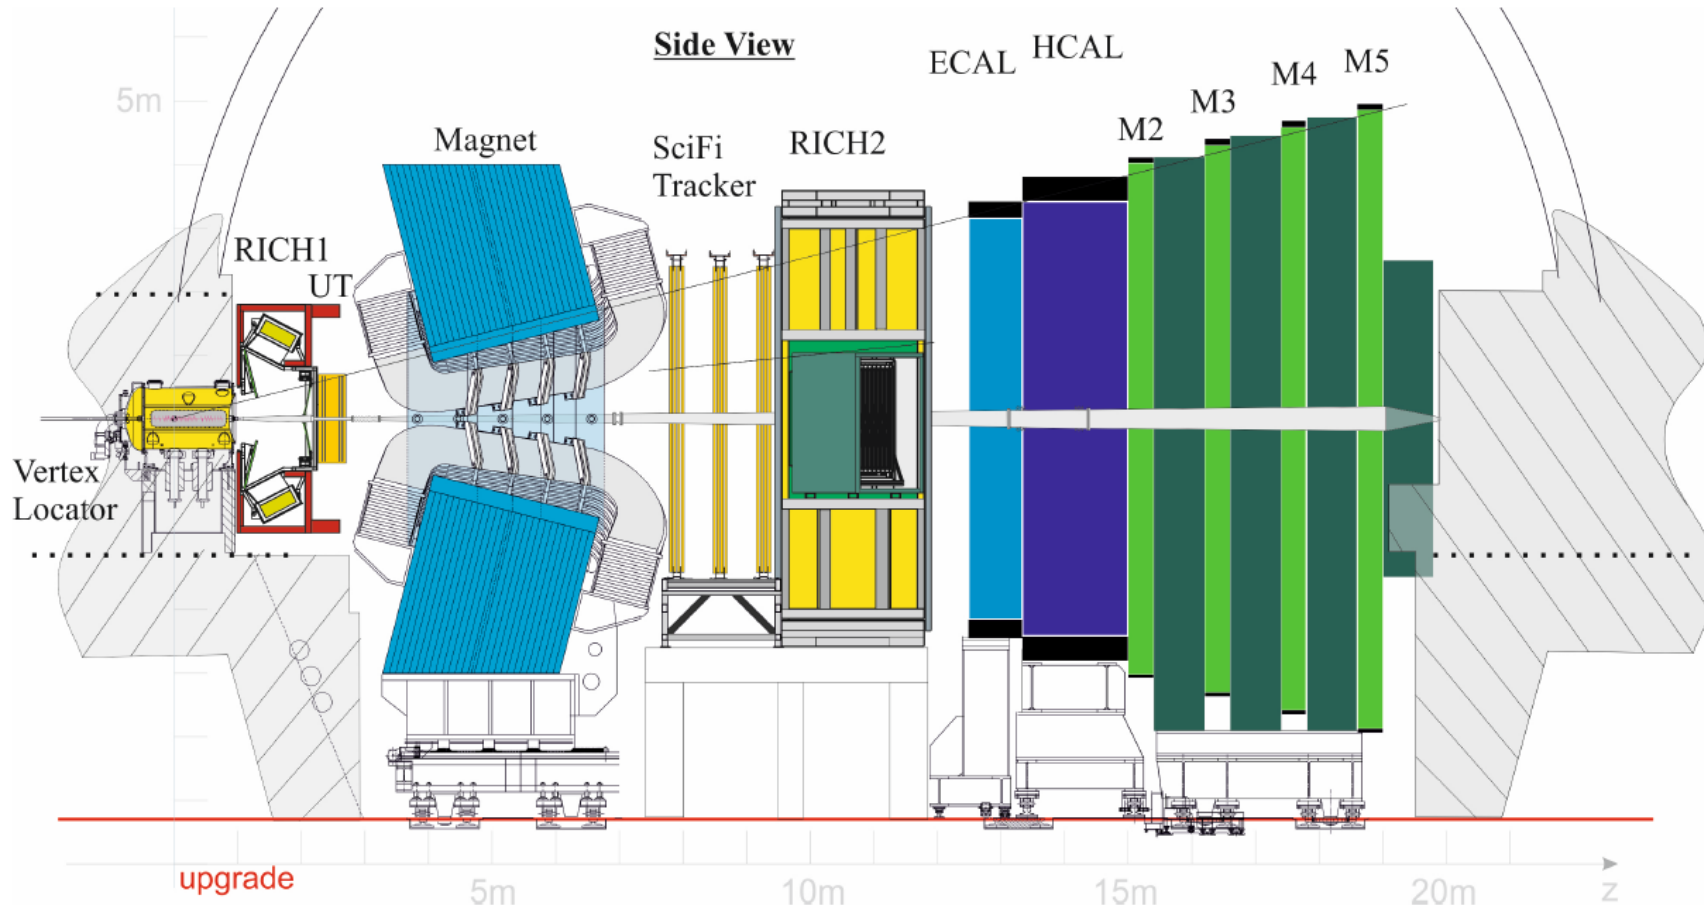 Side View
ECAL
HCAL
M5
M4
M3
M2
5m
Magnet
SciFi
Tracker
RICH2
RICH1
UT
Vertex
Locator
upgrade
5m
10m
15m
20m
z